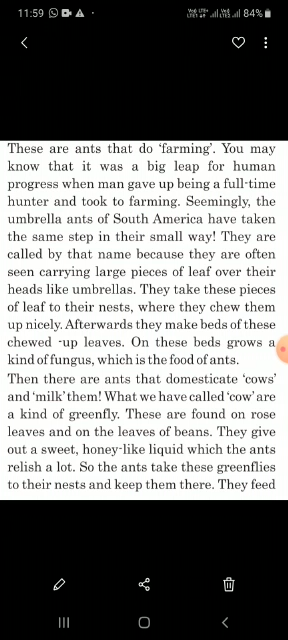 11:59
84%
These are ants that do ‘farming’. You may
know that it was a big leap for human
progress when man gave up being a full-time
hunter and took to farming. Seemingly, the
umbrella ants of South America have taken
the same step in their small way! They are
called by that name because they are often
seen carrying large pieces of leaf over their
heads like umbrellas. They take these pieces
of leaf to their nests, where they chew them
up nicely. Afterwards they make beds of these
chewed -up leaves. On these beds grows a
kind of fungus, which is the food of ants.
Then there are ants that domesticate ‘cows’
and ‘milk’ them! What we have called ‘cow’ are
a kind of greenfly. These are found on rose
leaves and on the leaves of beans. They give
out a sweet, honey-like liquid which the ants
relish a lot. So the ants take these greenflies
to their nests and keep them there. They feed